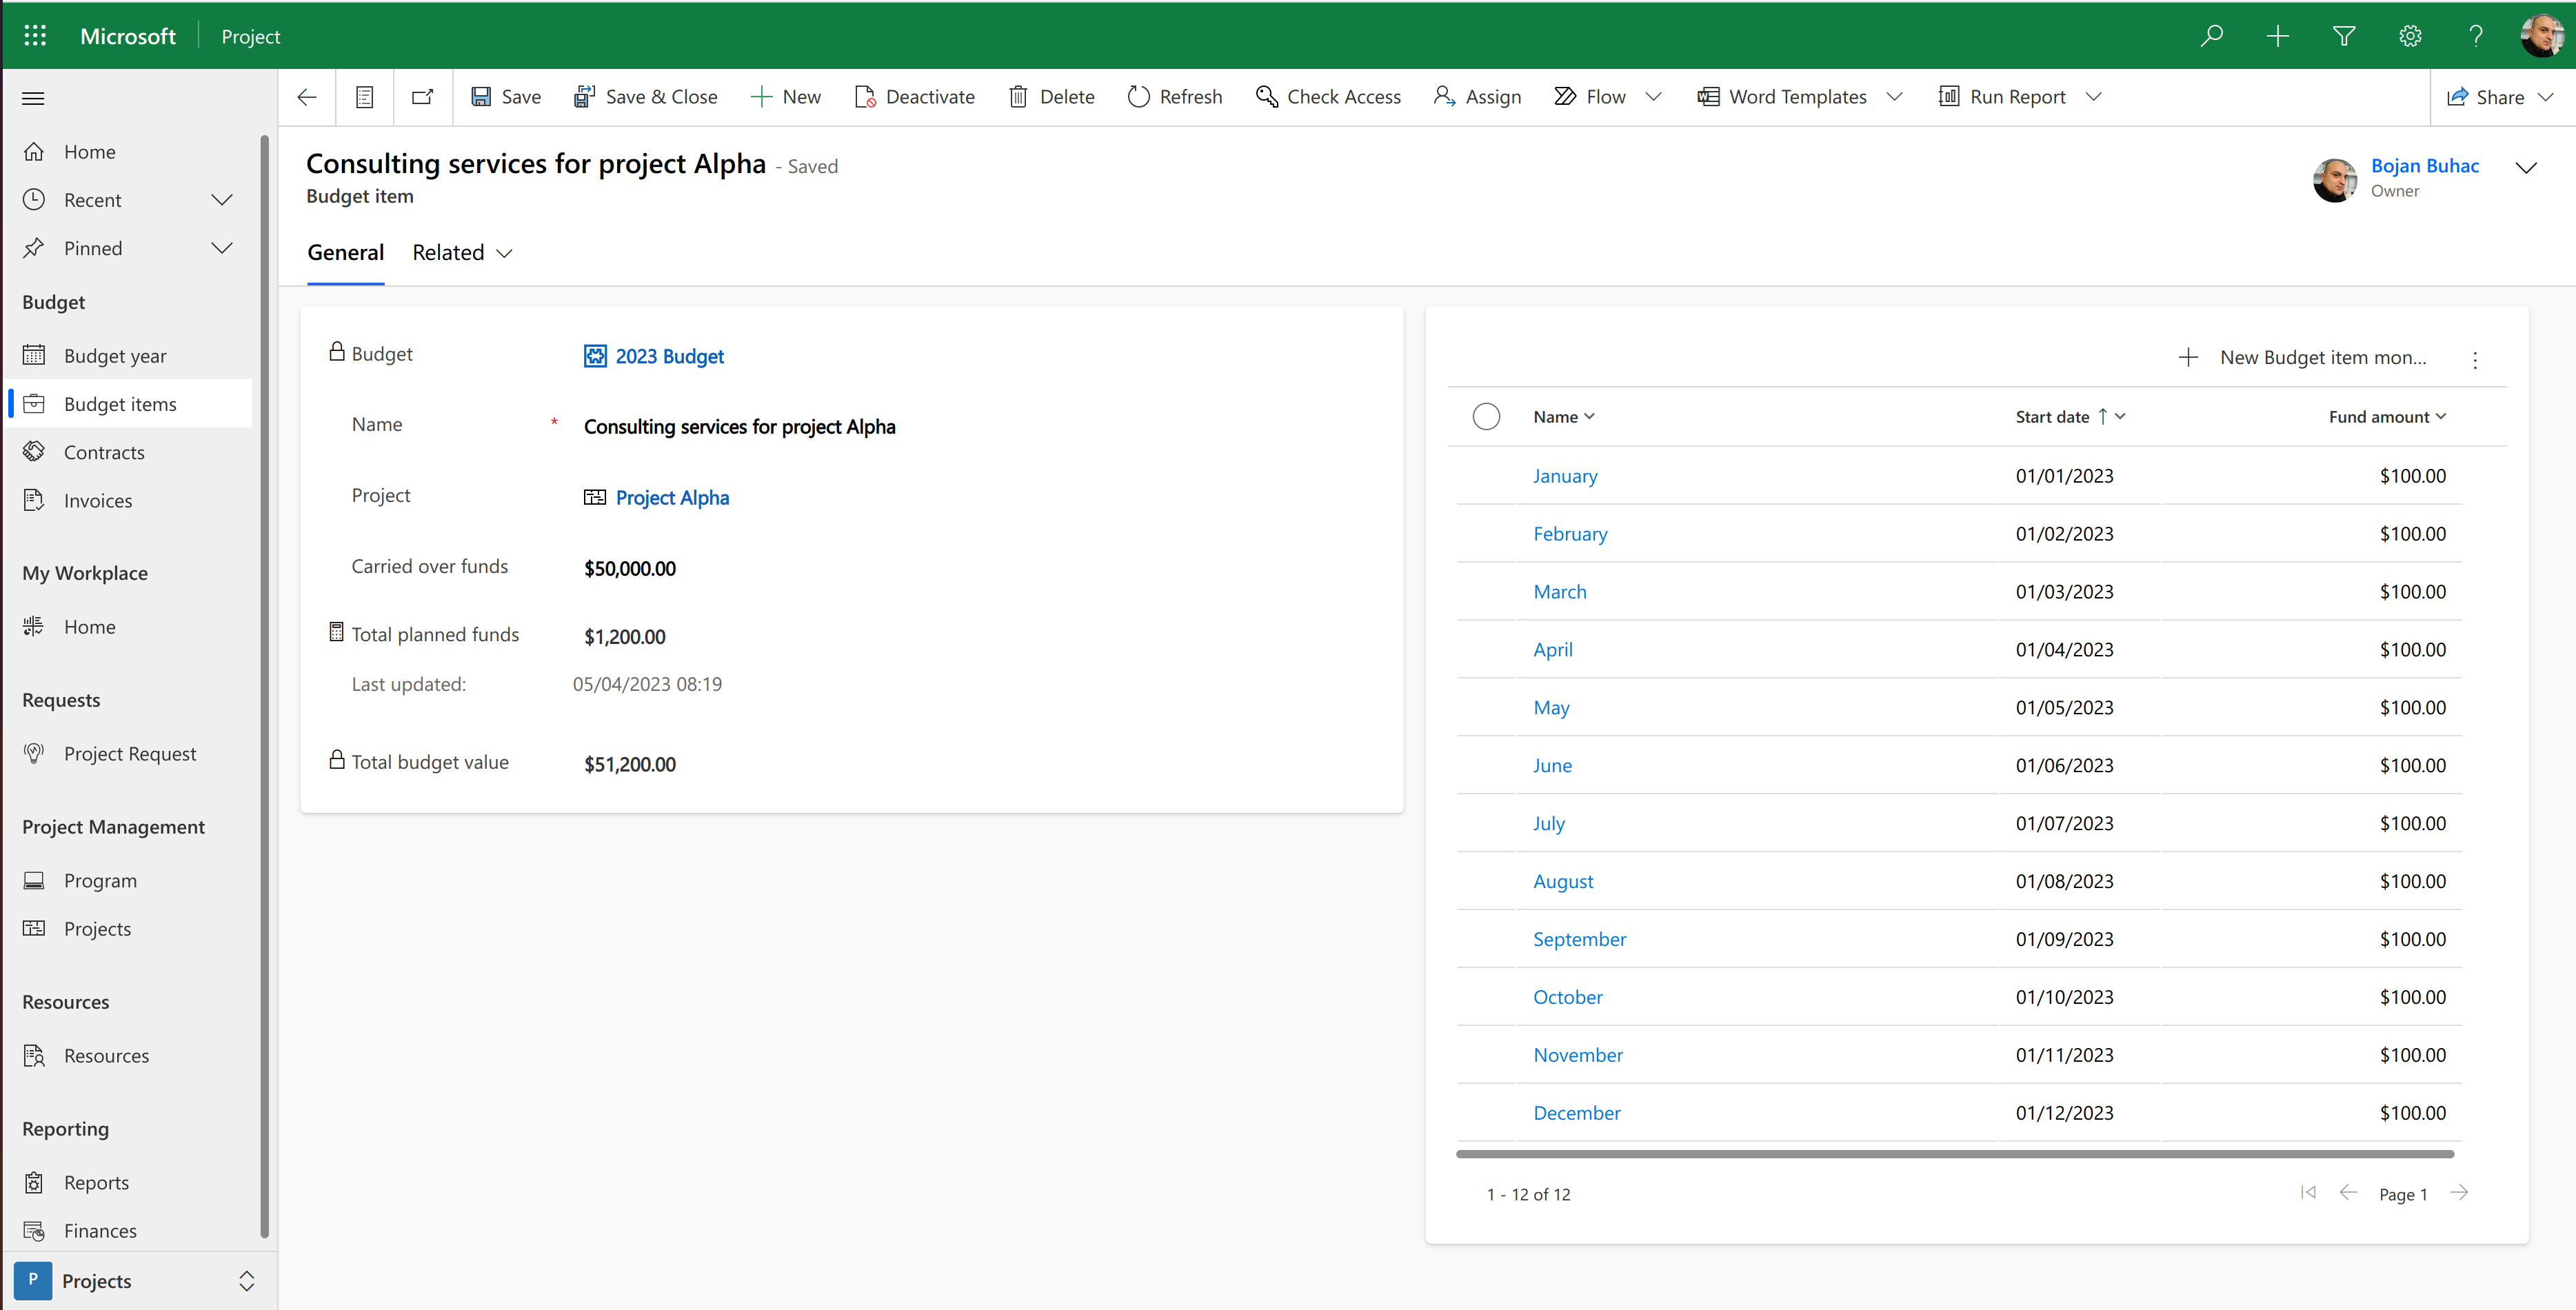 Microsoft Project
Save Save & Close New Deactivate Delete Refresh Check Access Assign Flow Word Templates Run Report Share
Home
Recent
Pinned
Budget
Budget year
Budget items
Contracts
Invoices
My Workplace
Home
Requests
Project Request
Project Management
Program
Projects
Resources
Resources
Reporting
Reports
Finances
P Projects
Consulting services for project Alpha - Saved
Budget item
Bojan Buhac
Owner
General Related
Budget 2023 Budget
Name * Consulting services for project Alpha
Project Project Alpha
Carried over funds $50,000.00
Total planned funds $1,200.00
Last updated: 05/04/2023 08:19
Total budget value $51,200.00
New Budget item mon...
Name Start date Fund amount
January 01/01/2023 $100.00
February 01/02/2023 $100.00
March 01/03/2023 $100.00
April 01/04/2023 $100.00
May 01/05/2023 $100.00
June 01/06/2023 $100.00
July 01/07/2023 $100.00
August 01/08/2023 $100.00
September 01/09/2023 $100.00
October 01/10/2023 $100.00
November 01/11/2023 $100.00
December 01/12/2023 $100.00
1 - 12 of 12 Page 1